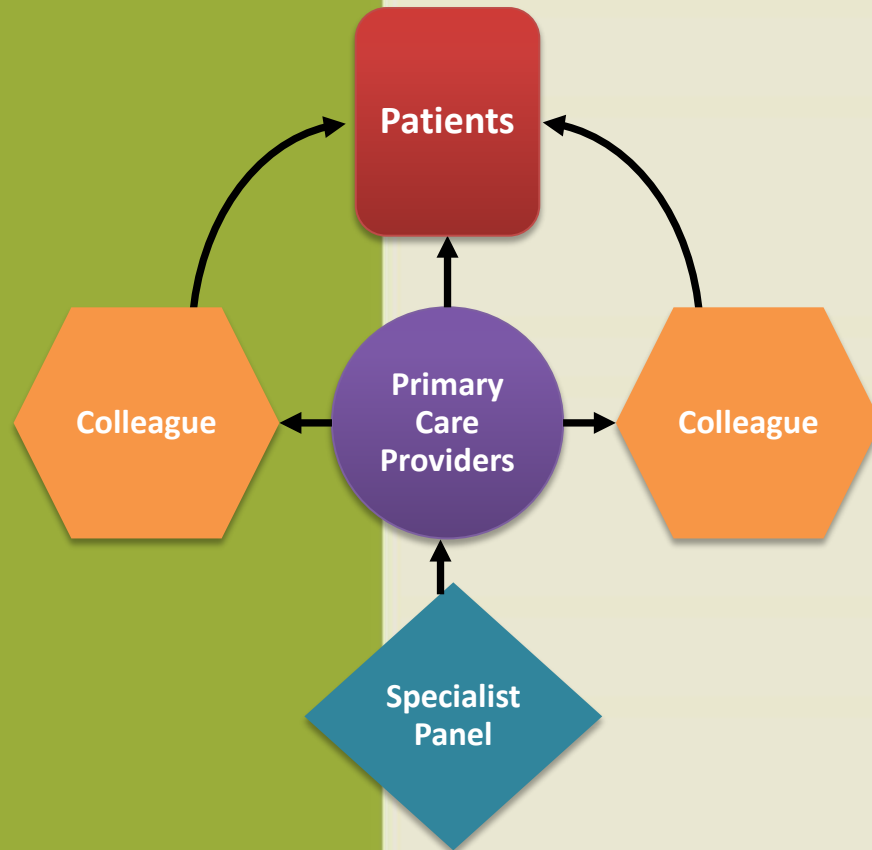 Patients
Colleague
Primary
Care
Providers
Colleague
Specialist
Panel